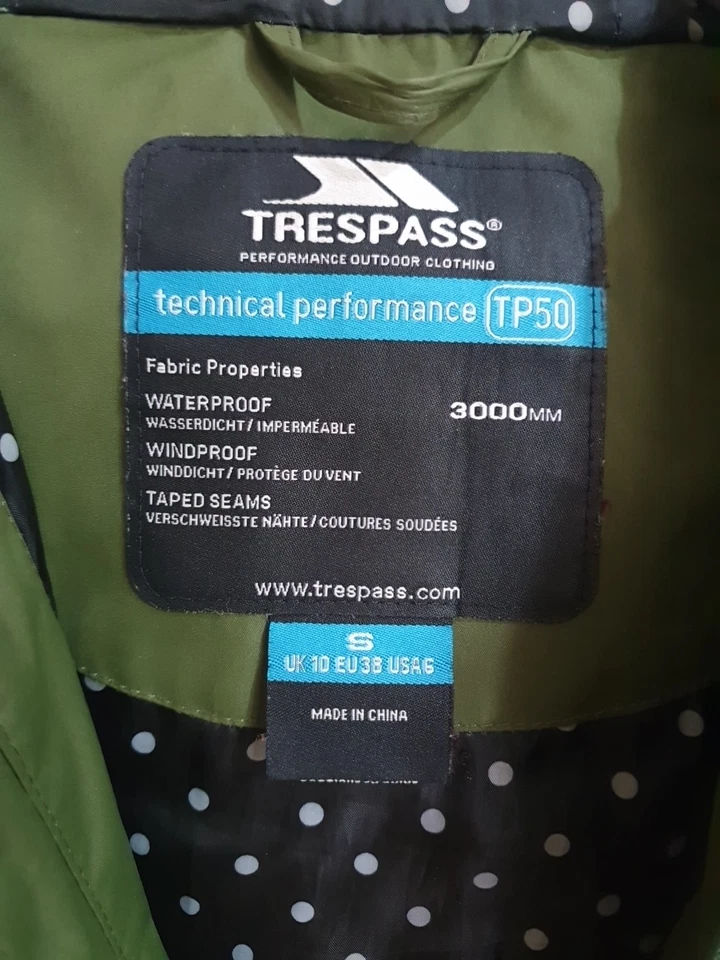 TRESPASS®
PERFORMANCE OUTDOOR CLOTHING
technical performance TP50
Fabric Properties
WATERPROOF 3000MM
WASSERDICHT / IMPERMÉABLE
WINDPROOF
WINDDICHT / PROTÈGE DU VENT
TAPED SEAMS
VERSCHWEISSTE NÄHTE / COUTURES SOUDÉES
www.trespass.com
S
UK 10 EU 38 USA 6
MADE IN CHINA